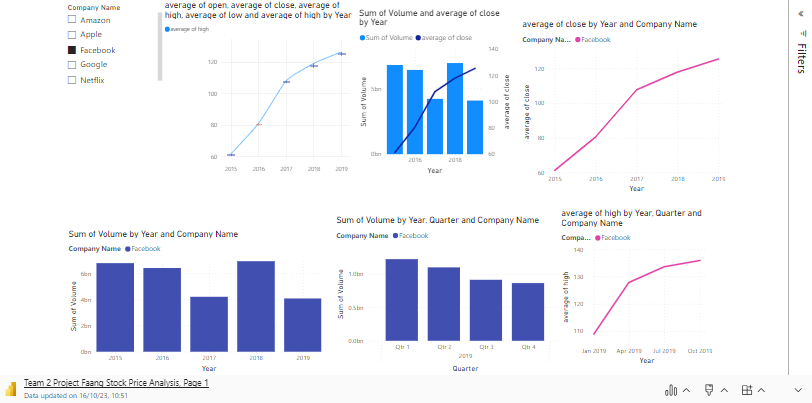 Company Name
Amazon
Apple
Facebook
Google
Netflix
average of open, average of close, average of
high, average of low and average of high by Year
average of high
120
100
80
60
2015
2016
2017
2018
2019
Sum of Volume and average of close
by Year
Sum of Volume
average of close
Sum of Volume
5bn
0bn
140
120
100
80
60
average of close
2016
2018
Year
average of close by Year and Company Name
Company Na...
Facebook
average of close
120
100
80
60
2015
2016
2017
2018
2019
Year
Filters
Sum of Volume by Year and Company Name
Company Name
Facebook
Sum of Volume
6bn
4bn
2bn
0bn
2015
2016
2017
2018
2019
Year
Sum of Volume by Year, Quarter and Company Name
Company Name
Facebook
Sum of Volume
1.0bn
0.5bn
0.0bn
Qtr 1
Qtr 2
Qtr 3
Qtr 4
2019
Quarter
average of high by Year, Quarter and
Company Name
Compa...
Facebook
average of high
140
130
120
110
Jan 2019
Apr 2019
Jul 2019
Oct 2019
Year
Team 2 Project Faang Stock Price Analysis, Page 1
Data updated on 16/10/23, 10:51